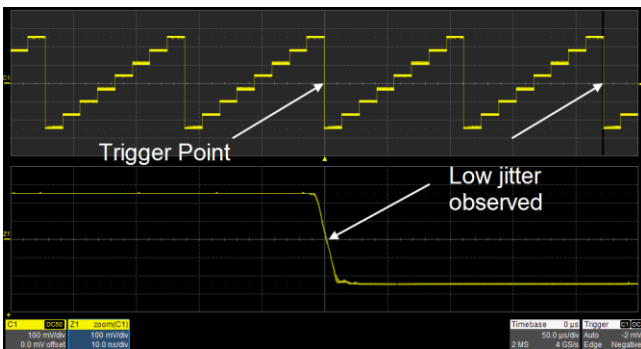 C1
Trigger Point
Low jitter
observed
Z1
C1 DC50 Z1 zoom(C1) Timebase 0 µs Trigger C1 DC
100 mV/div 100 mV/div 50.0 µs/div Auto -2 mV
0.0 mV offset 10.0 ns/div 2 MS 4 GS/s Edge Negative